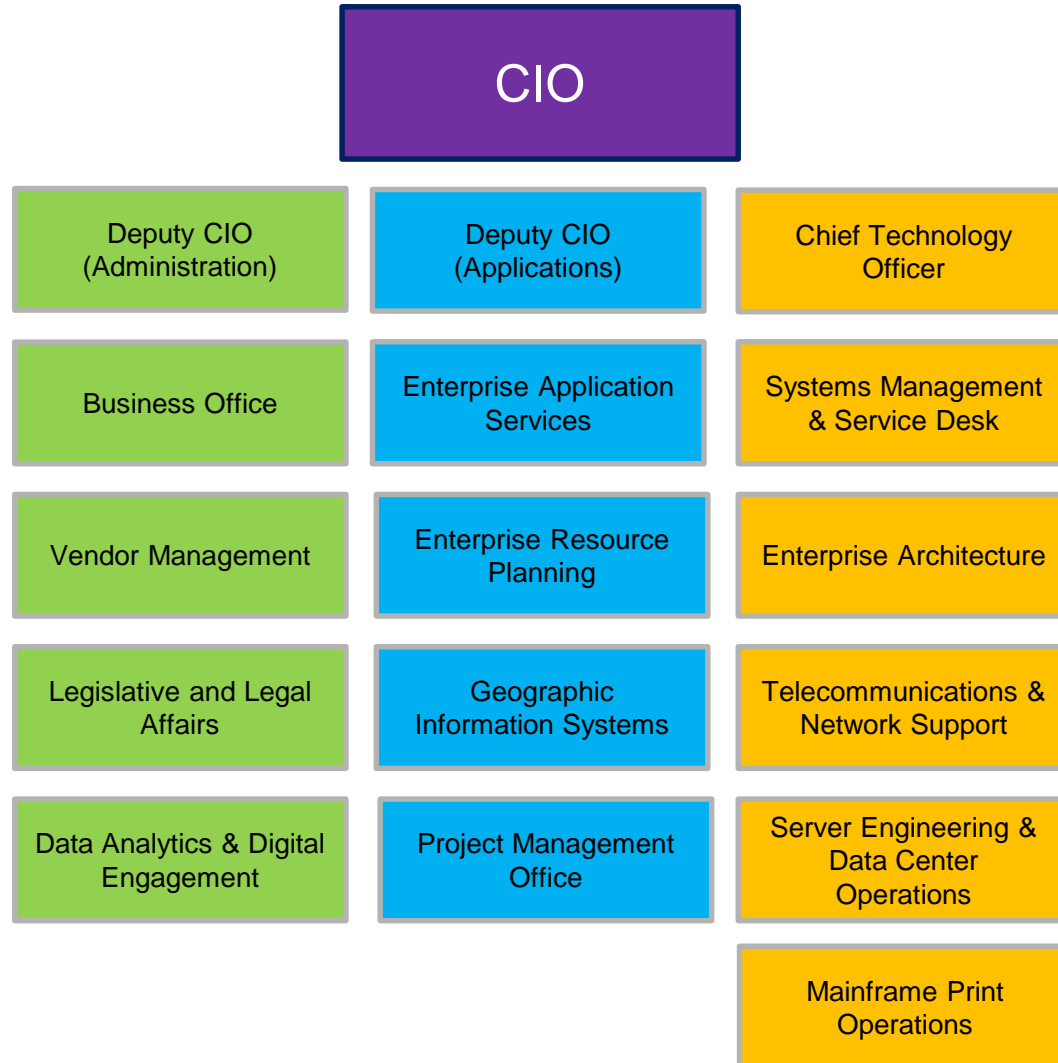 CIO
Deputy CIO
(Administration)
Deputy CIO
(Applications)
Chief Technology
Officer
Business Office
Enterprise Application
Services
Systems Management
& Service Desk
Vendor Management
Enterprise Resource
Planning
Enterprise Architecture
Legislative and Legal
Affairs
Geographic
Information Systems
Telecommunications &
Network Support
Data Analytics & Digital
Engagement
Project Management
Office
Server Engineering &
Data Center
Operations
Mainframe Print
Operations